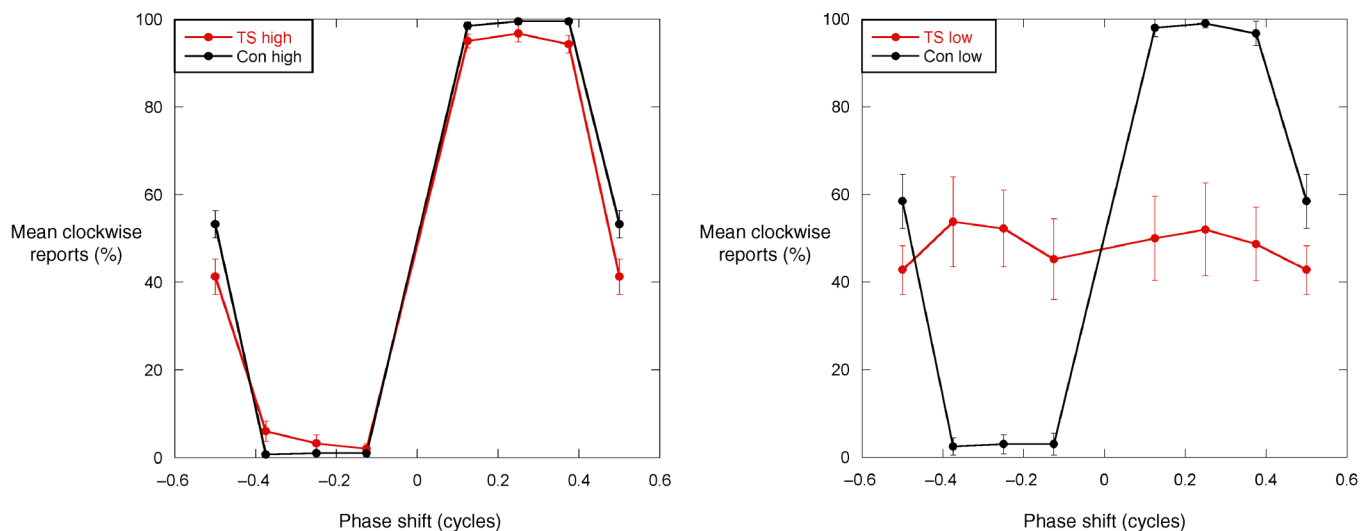 100
80
60
40
20
0
TS high
Con high
Mean clockwise
reports (%)
–0.6
–0.4
–0.2
0
0.2
0.4
0.6
Phase shift (cycles)
100
80
60
40
20
0
TS low
Con low
Mean clockwise
reports (%)
–0.6
–0.4
–0.2
0
0.2
0.4
0.6
Phase shift (cycles)